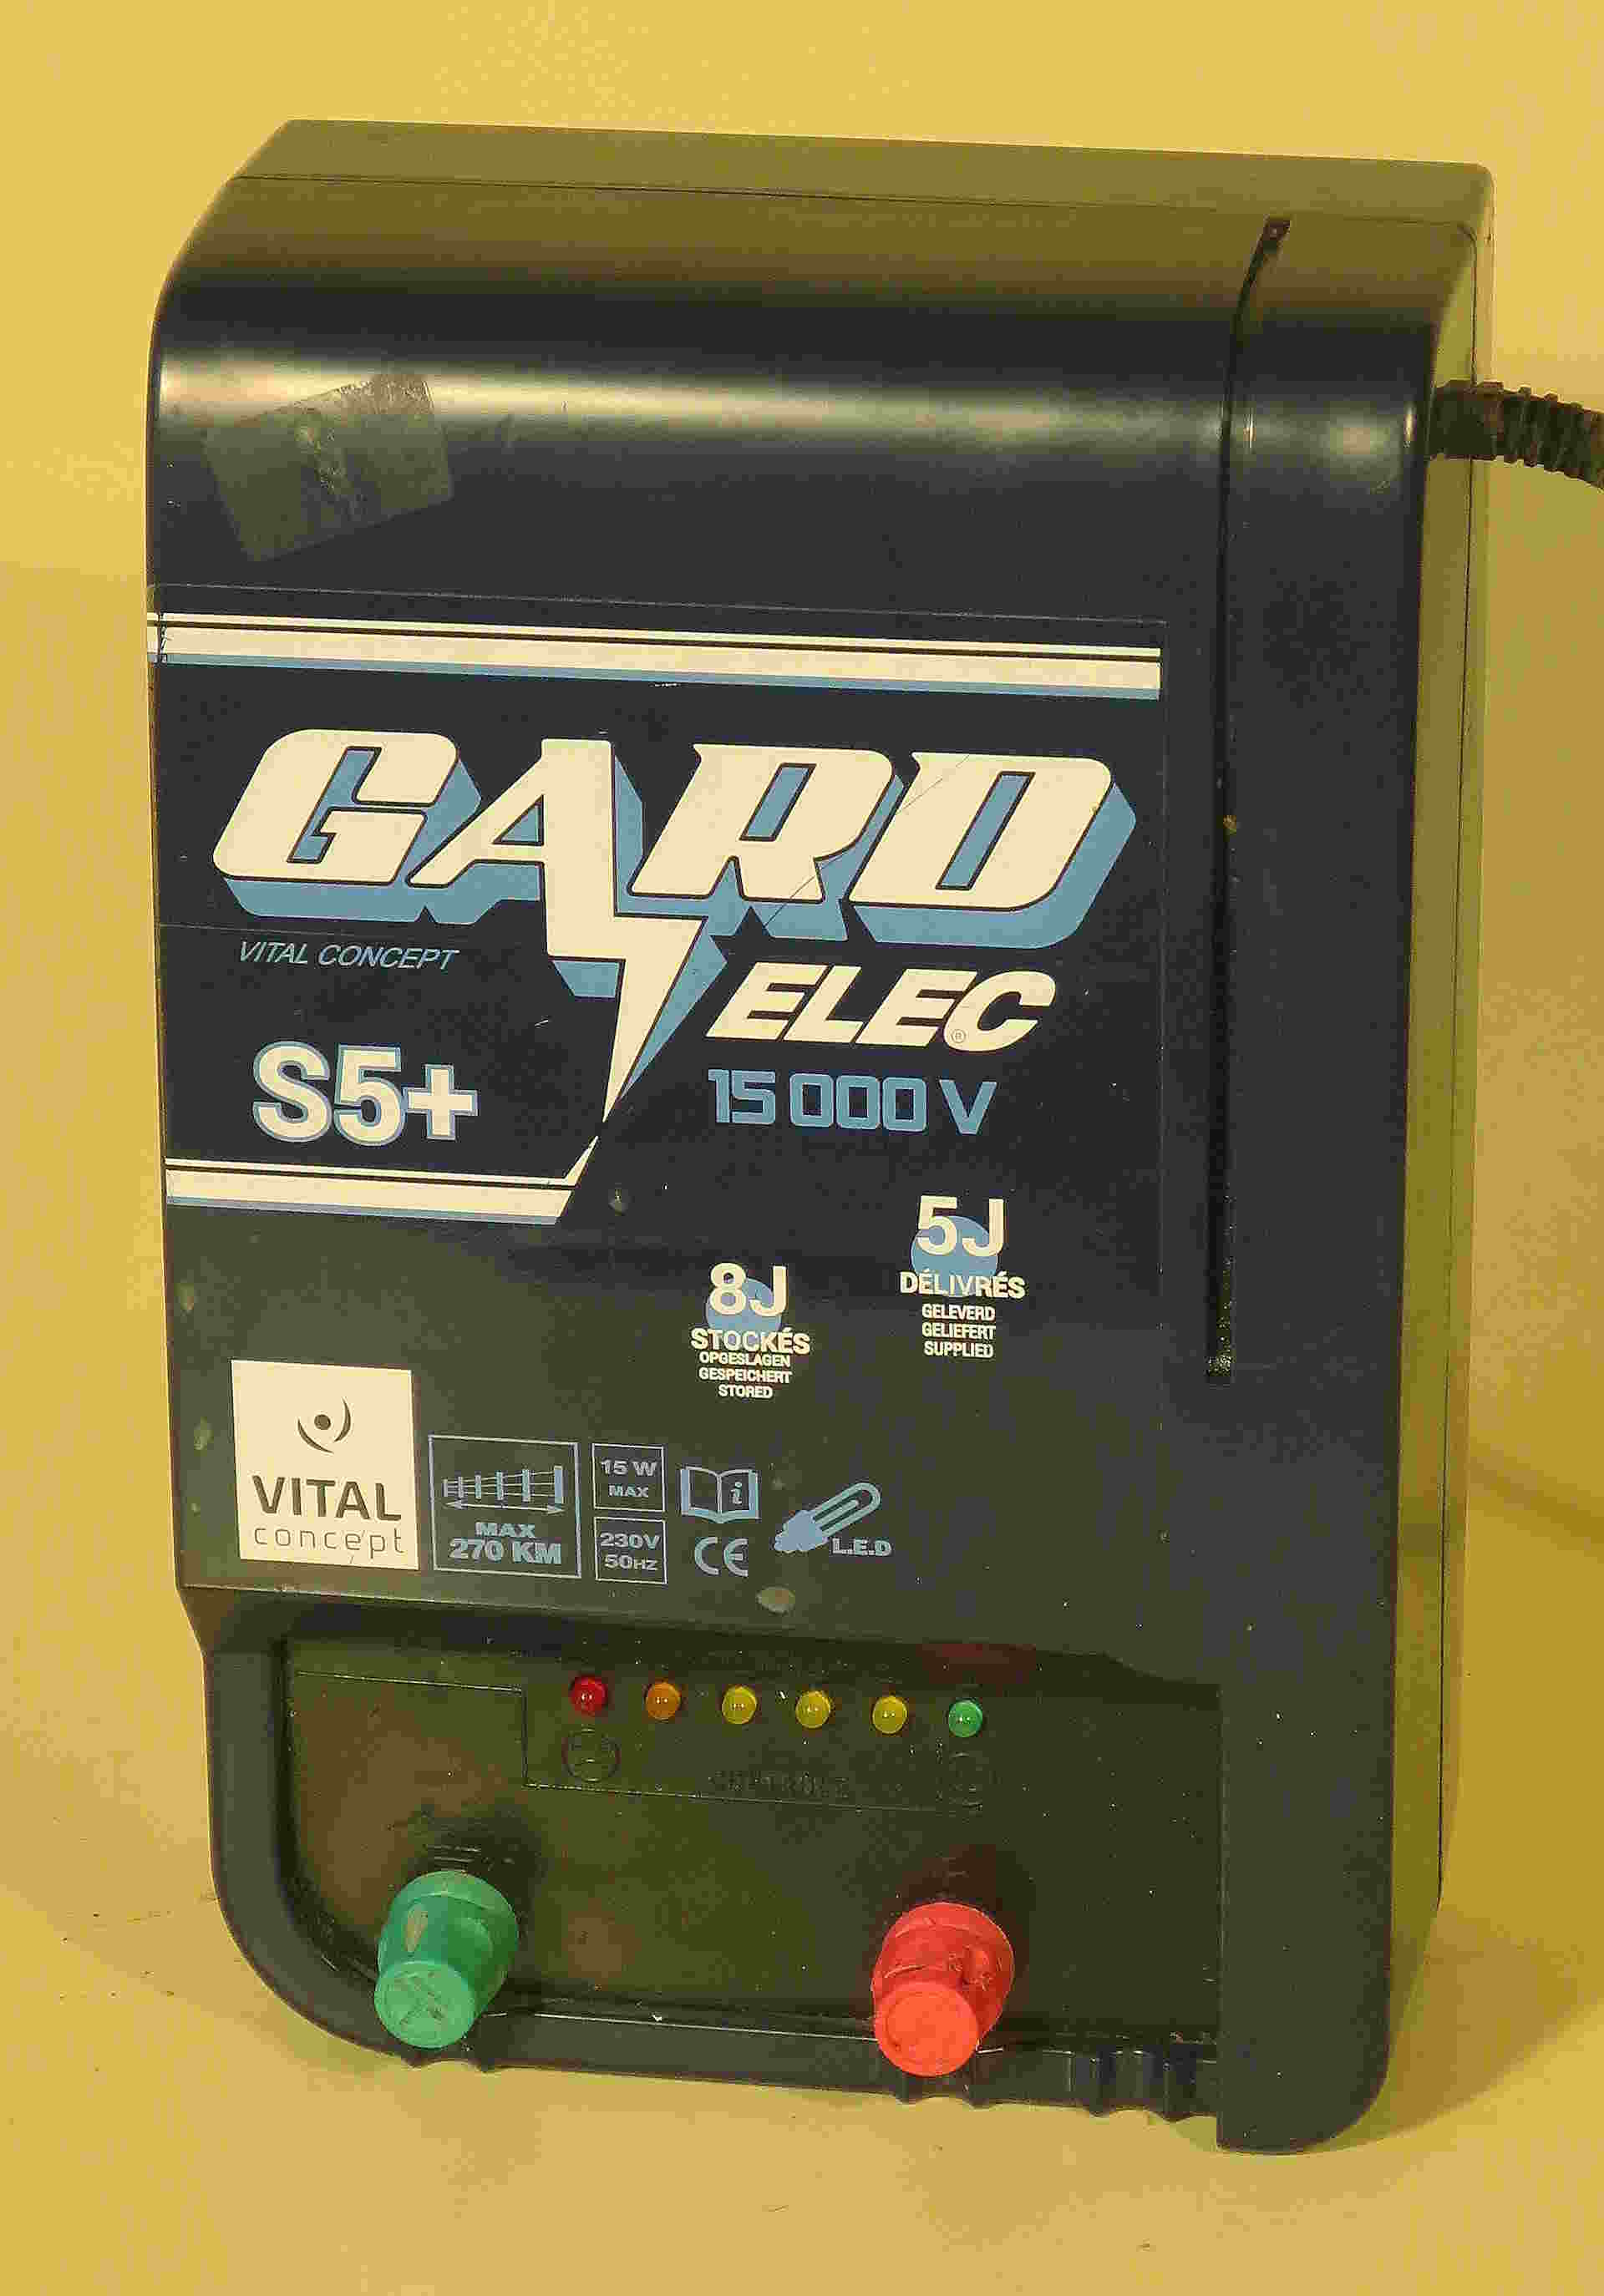 GARD
VITAL CONCEPT
ELEC®
S5+
15 000 V
5J
DÉLIVRÉS
GELEVERD
GELIEFERT
SUPPLIED
8J
STOCKÉS
OPGESLAGEN
GESPEICHERT
STORED
VITAL
concept
MAX
270 KM
15 W
MAX
230V
50HZ
i
CE
L.E.D